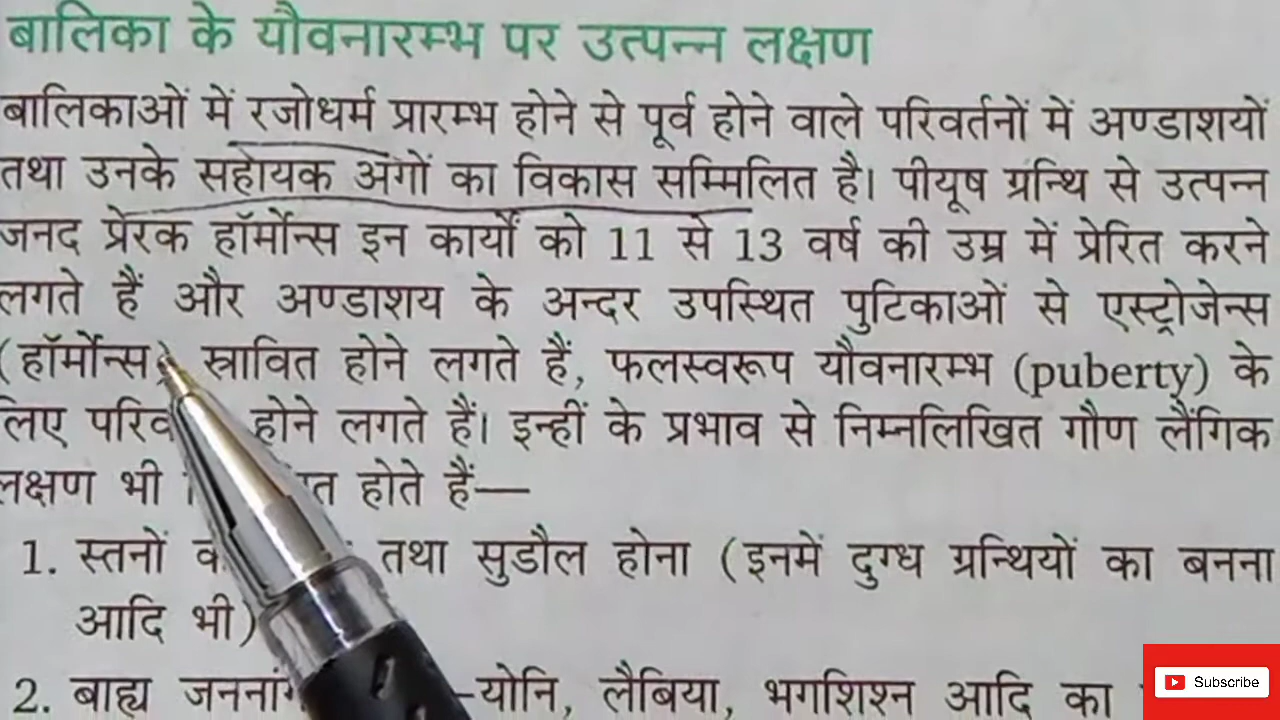 बालिका के यौवनारम्भ पर उत्पन्न लक्षण
बालिकाओं में रजोधर्म प्रारम्भ होने से पूर्व होने वाले परिवर्तनों में अण्डाशयों
तथा उनके सहायक अंगों का विकास सम्मिलित है। पीयूष ग्रन्थि से उत्पन्न
जनद प्रेरक हॉर्मोन्स इन कार्यों को 11 से 13 वर्ष की उम्र में प्रेरित करने
लगते हैं और अण्डाशय के अन्दर उपस्थित पुटिकाओं से एस्ट्रोजेन्स
(हॉर्मोन्स) स्रावित होने लगते हैं, फलस्वरूप यौवनारम्भ (puberty) के
लिए होने लगते हैं। इन्हीं के प्रभाव से निम्नलिखित गौण लैंगिक
लक्षण भी होते हैं—
1. स्तनों तथा सुडौल होना (इनमें दुग्ध ग्रन्थियों का बनना
आदि भी)
2. बाह्य –योनि, लैबिया, भगशिश्न आदि का
Subscribe